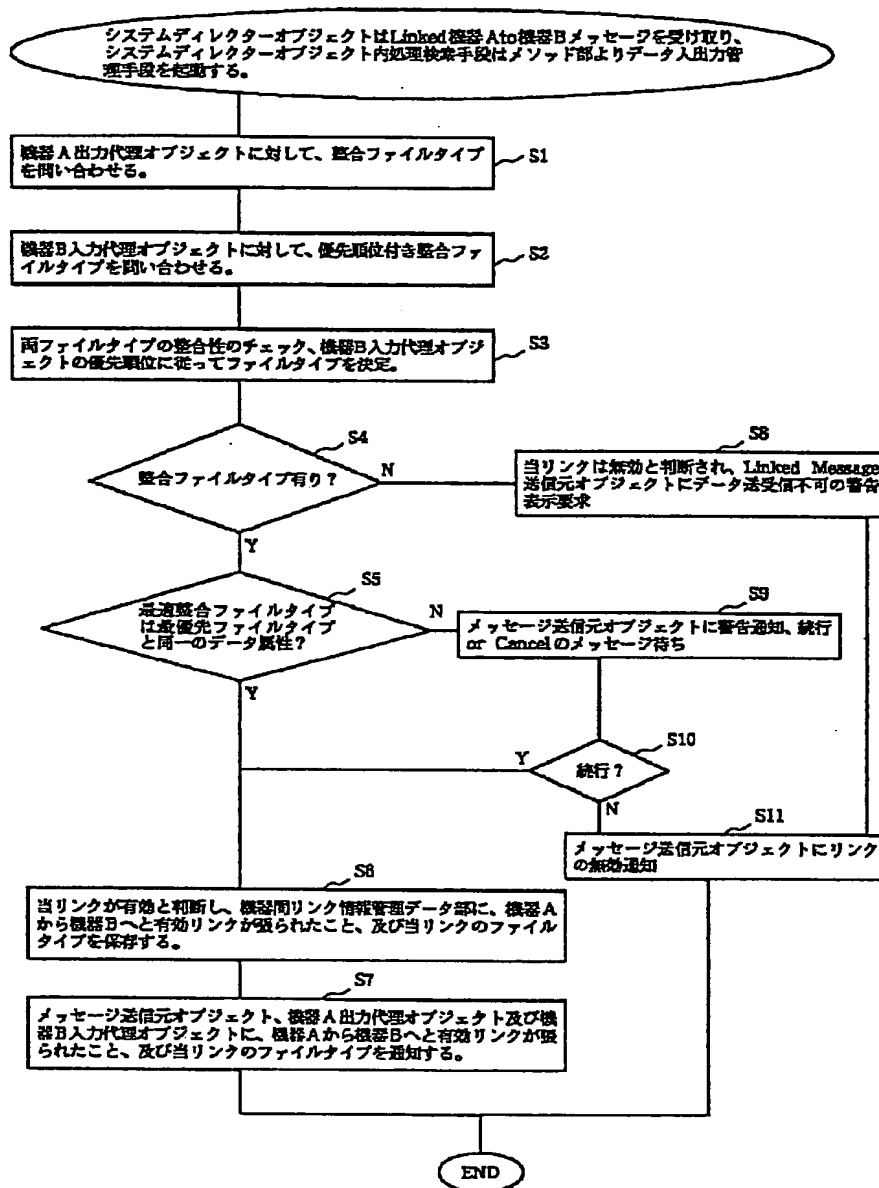 システムディレクターオブジェクトはLinked機器Ato機器Bメッセージを受け取り、
システムディレクターオブジェクト内処理検索手段はメソッド部よりデータ入出力管
理手段を起動する。
機器A出力代理オブジェクトに対して、整合ファイルタイプ
を問い合わせる。
S1
機器B入力代理オブジェクトに対して、優先順位付き整合ファ
イルタイプを問い合わせる。
S2
両ファイルタイプの整合性のチェック、機器B入力代理オブジ
ェクトの優先順位に従ってファイルタイプを決定。
S3
S4
整合ファイルタイプ有り？
N
Y
S8
当リンクは無効と判断され、Linked Message
送信元オブジェクトにデータ送受信不可の警告
表示要求
S5
最適整合ファイルタイプ
は最優先ファイルタイプ
と同一のデータ属性？
N
Y
S9
メッセージ送信元オブジェクトに警告通知、続行
or Cancelのメッセージ待ち
S10
続行？
Y
N
S11
メッセージ送信元オブジェクトにリンク
の無効通知
S6
当リンクが有効と判断し、機器間リンク情報管理データ部に、機器A
から機器Bへと有効リンクが張られたこと、及び当リンクのファイル
タイプを保存する。
S7
メッセージ送信元オブジェクト、機器A出力代理オブジェクト及び機
器B入力代理オブジェクトに、機器Aから機器Bへと有効リンクが張
られたこと、及び当リンクのファイルタイプを通知する。
END